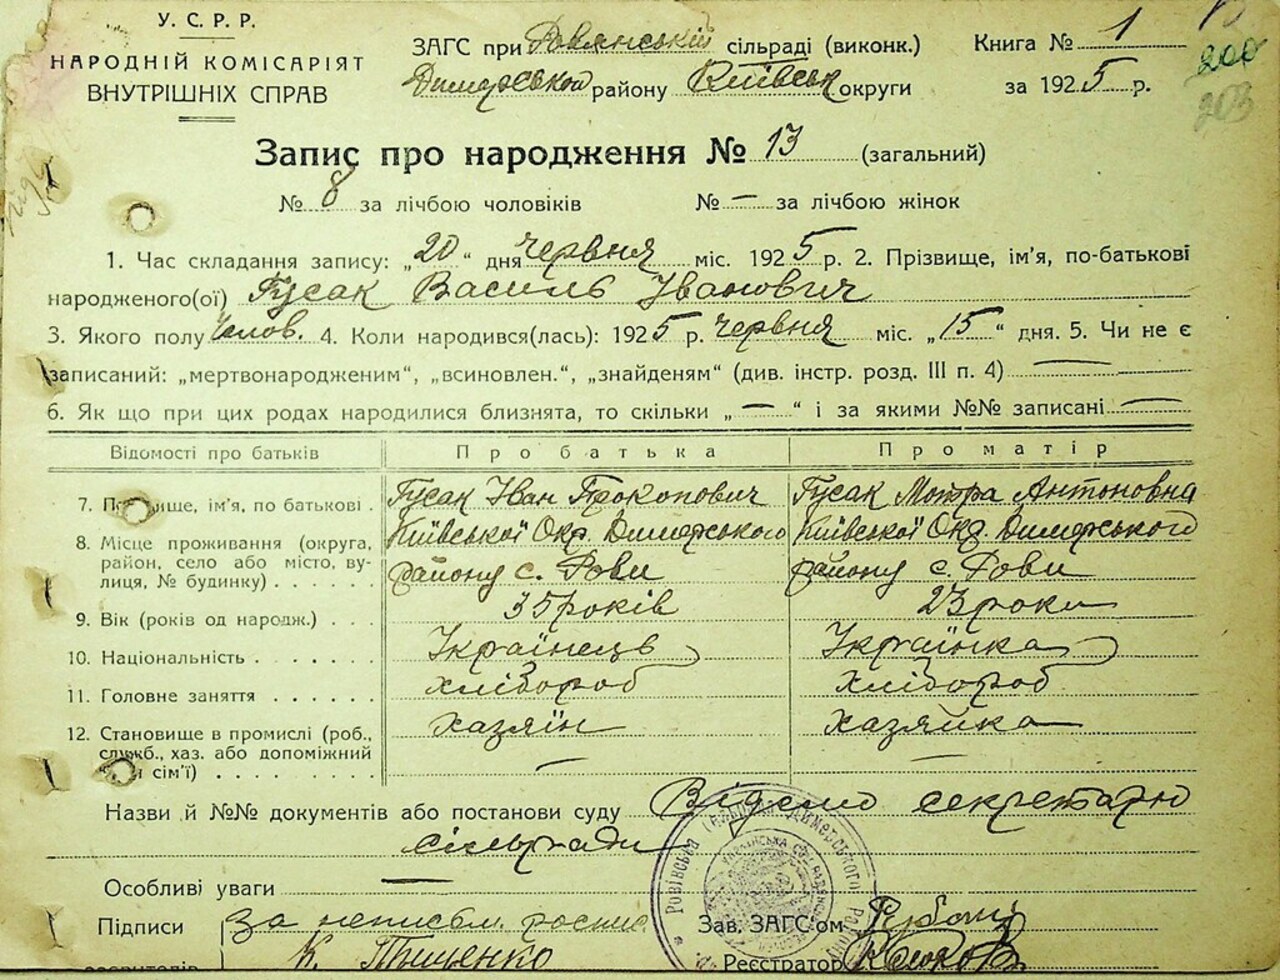 У. С. Р. Р.
НАРОДНІЙ КОМІСАРІЯТ
ВНУТРІШНІХ СПРАВ
ЗАГС при Ровянській сільраді (виконк.)
Димерської району Київськ округи
Книга № 1
за 1925 р.
200
203
Запис про народження № 13 (загальний)
№ 8 за лічбою чоловіків № — за лічбою жінок
1. Час складання запису: „20“ дня червня міс. 1925 р. 2. Прізвище, ім'я, по-батькові
народженого(ої) Гусак Василь Іванович
3. Якого полу Челов. 4. Коли народився(лась): 1925 р. червня міс. „15“ дня. 5. Чи не є
записаний: „мертвонародженим“, „всиновлен.“, „знайденям“ (див. інстр. розд. III п. 4) —
6. Як що при цих родах народилися близнята, то скільки „—“ і за якими №№ записані —
Відомості про батьків Про батька Про матір
7. Прізвище, ім'я, по батькові . Гусак Іван Прокопович Гусак Мотра Антоновна
8. Місце проживання (округа, район, село або місто, вулиця, № будинку) Київської Окр. Димерського району с. Рови Київської Окр. Димерського району с. Рови
9. Вік (років од народж.) . . . 35 років 23 роки
10. Національність . . . . . . . Українець Українка
11. Головне заняття . . . . . . хлібороб хлібороб
12. Становище в промислі (роб., служб., хаз. або допоміжний сім'ї) . . . . . . . хазяїн — хазяйка —
Назви й №№ документів або постанови суду Відомо секретарю
сільради
Особливі уваги —
Підписи За неписьм. роспис.
К. Тищенко
Зав. ЗАГС'ом
Реєстратор